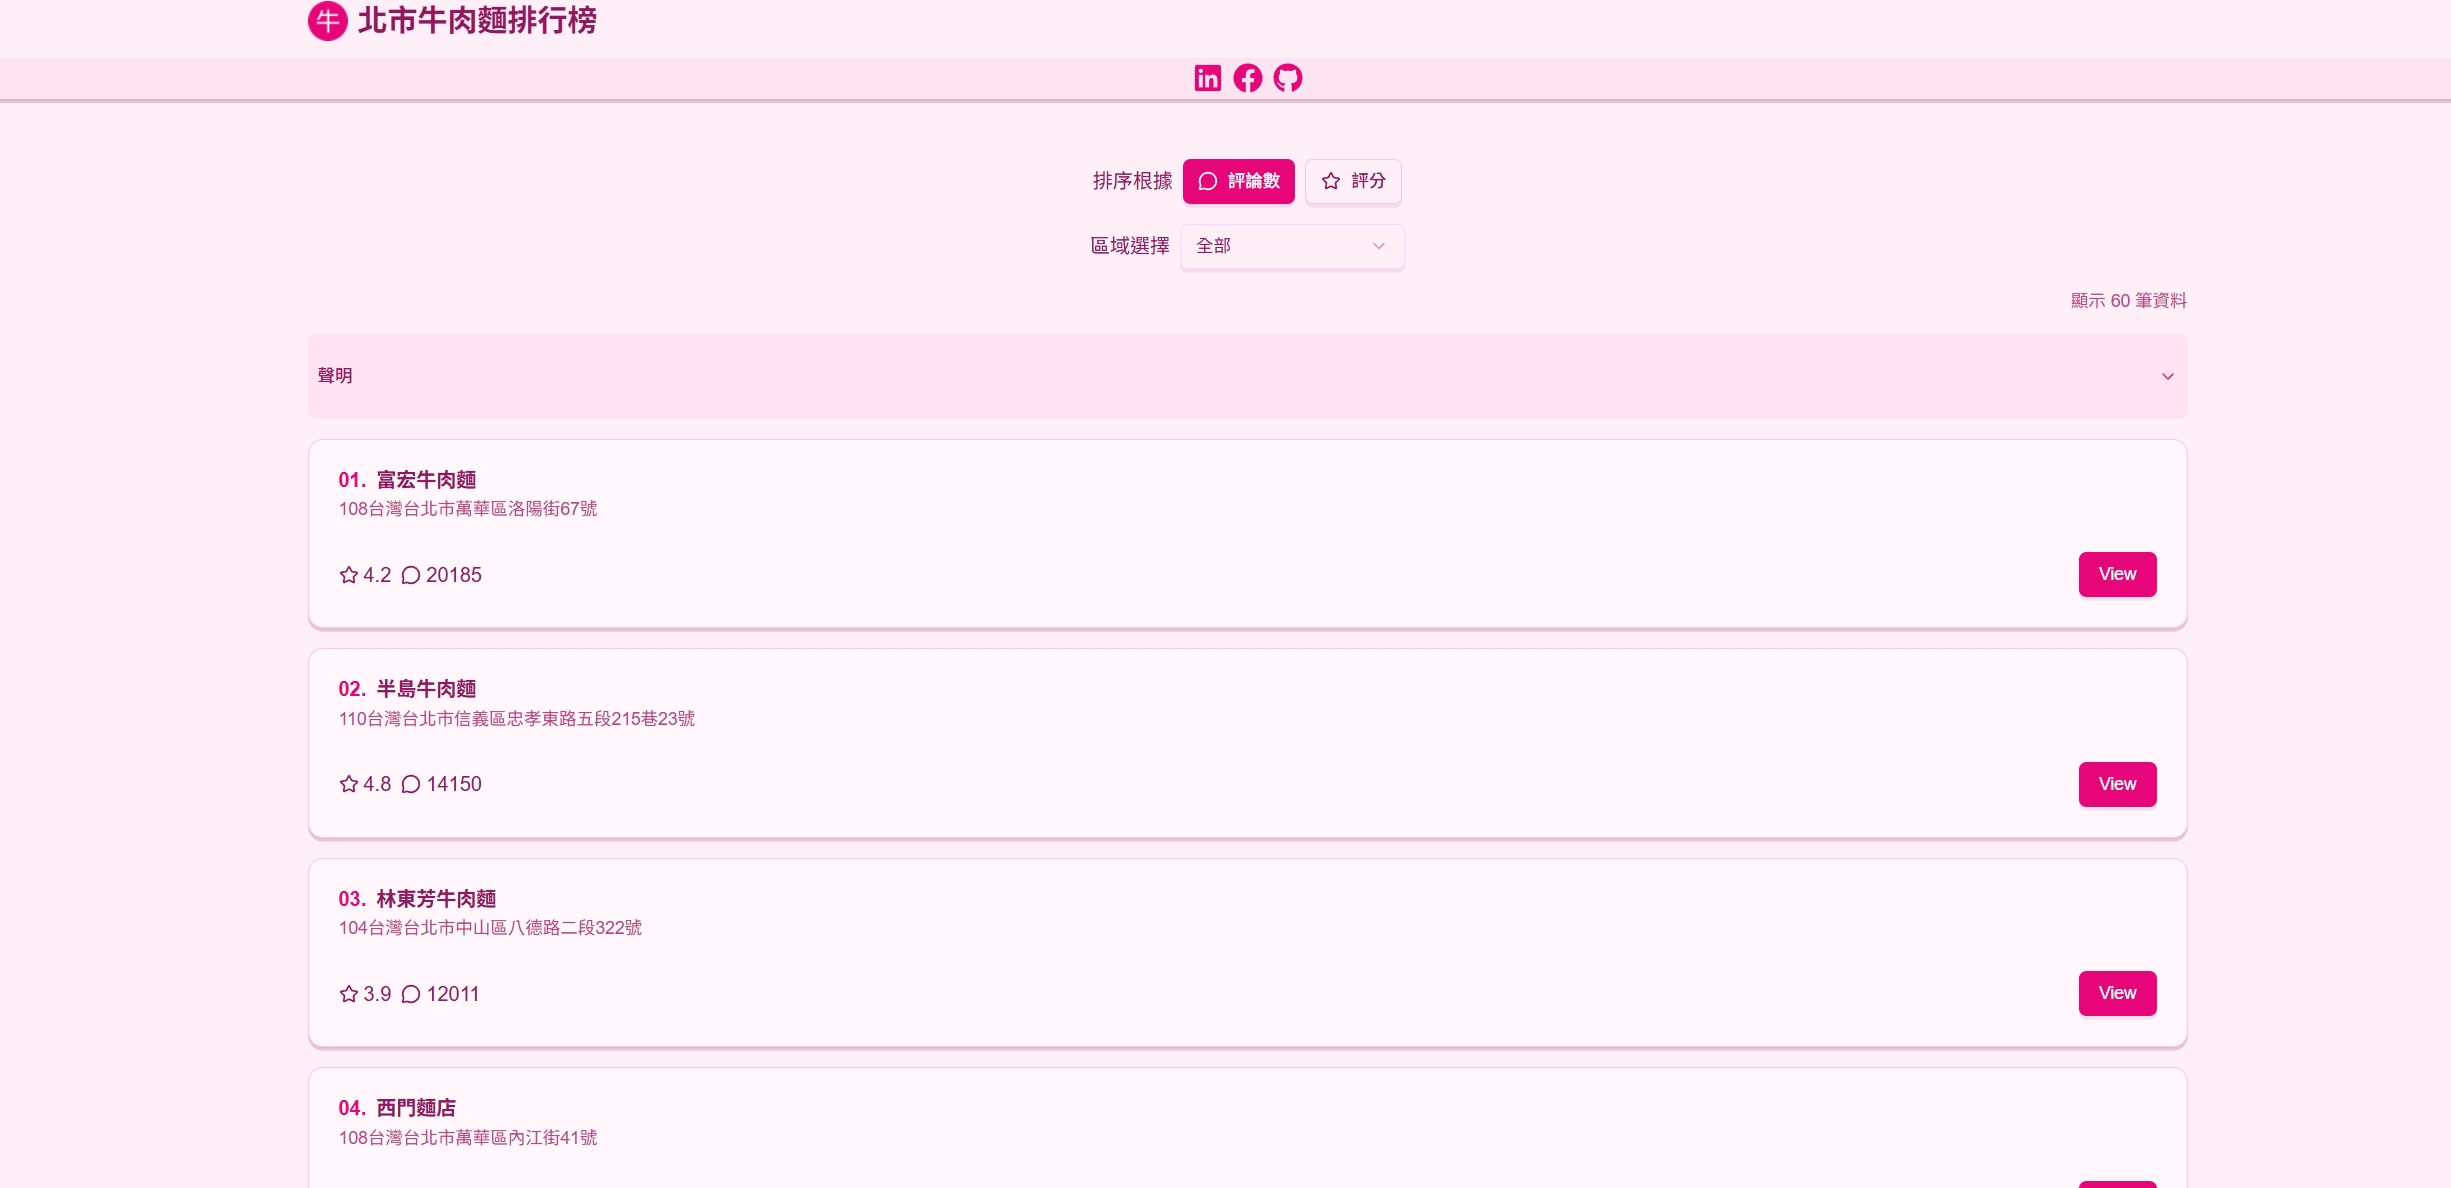 牛 北市牛肉麵排行榜
排序根據 評論數 評分
區域選擇 全部
顯示 60 筆資料
聲明
01. 富宏牛肉麵
108台灣台北市萬華區洛陽街67號
4.2 20185
View
02. 半島牛肉麵
110台灣台北市信義區忠孝東路五段215巷23號
4.8 14150
View
03. 林東芳牛肉麵
104台灣台北市中山區八德路二段322號
3.9 12011
View
04. 西門麵店
108台灣台北市萬華區內江街41號